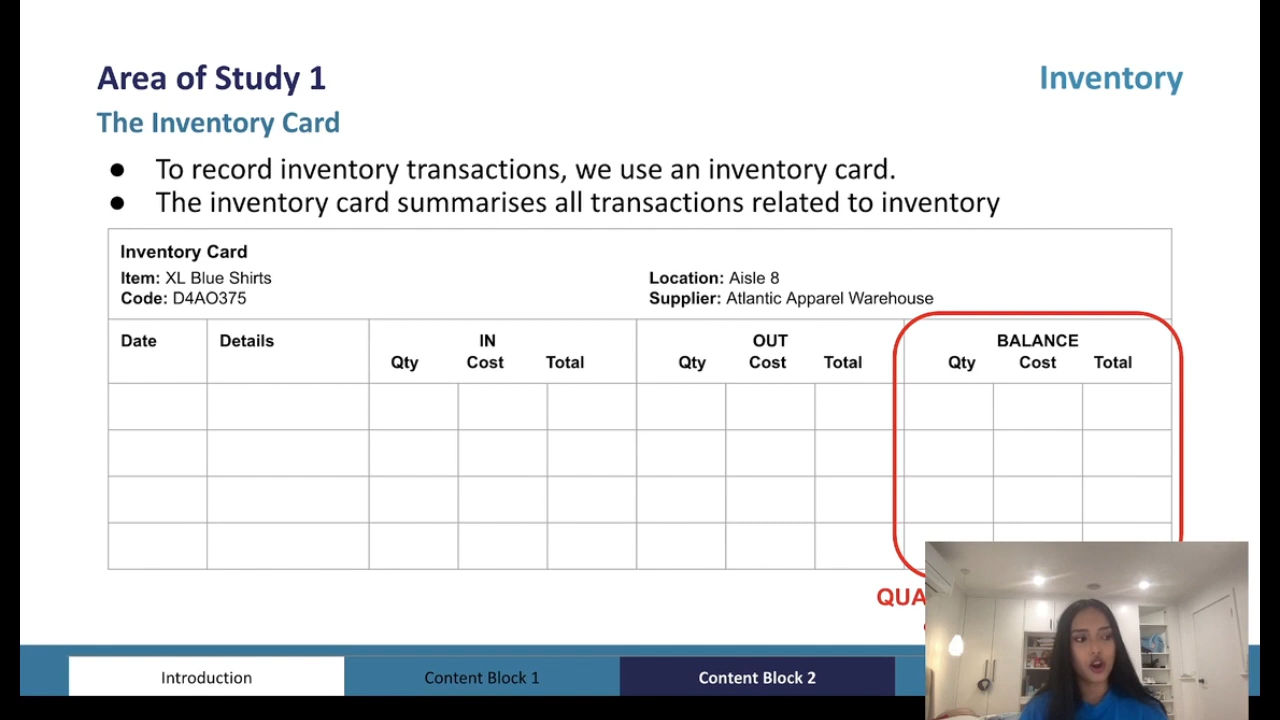 Area of Study 1
Inventory
The Inventory Card
● To record inventory transactions, we use an inventory card.
● The inventory card summarises all transactions related to inventory
Inventory Card
Item: XL Blue Shirts
Location: Aisle 8
Code: D4AO375
Supplier: Atlantic Apparel Warehouse
Date Details IN OUT BALANCE
Qty Cost Total Qty Cost Total Qty Cost Total
Introduction Content Block 1 Content Block 2